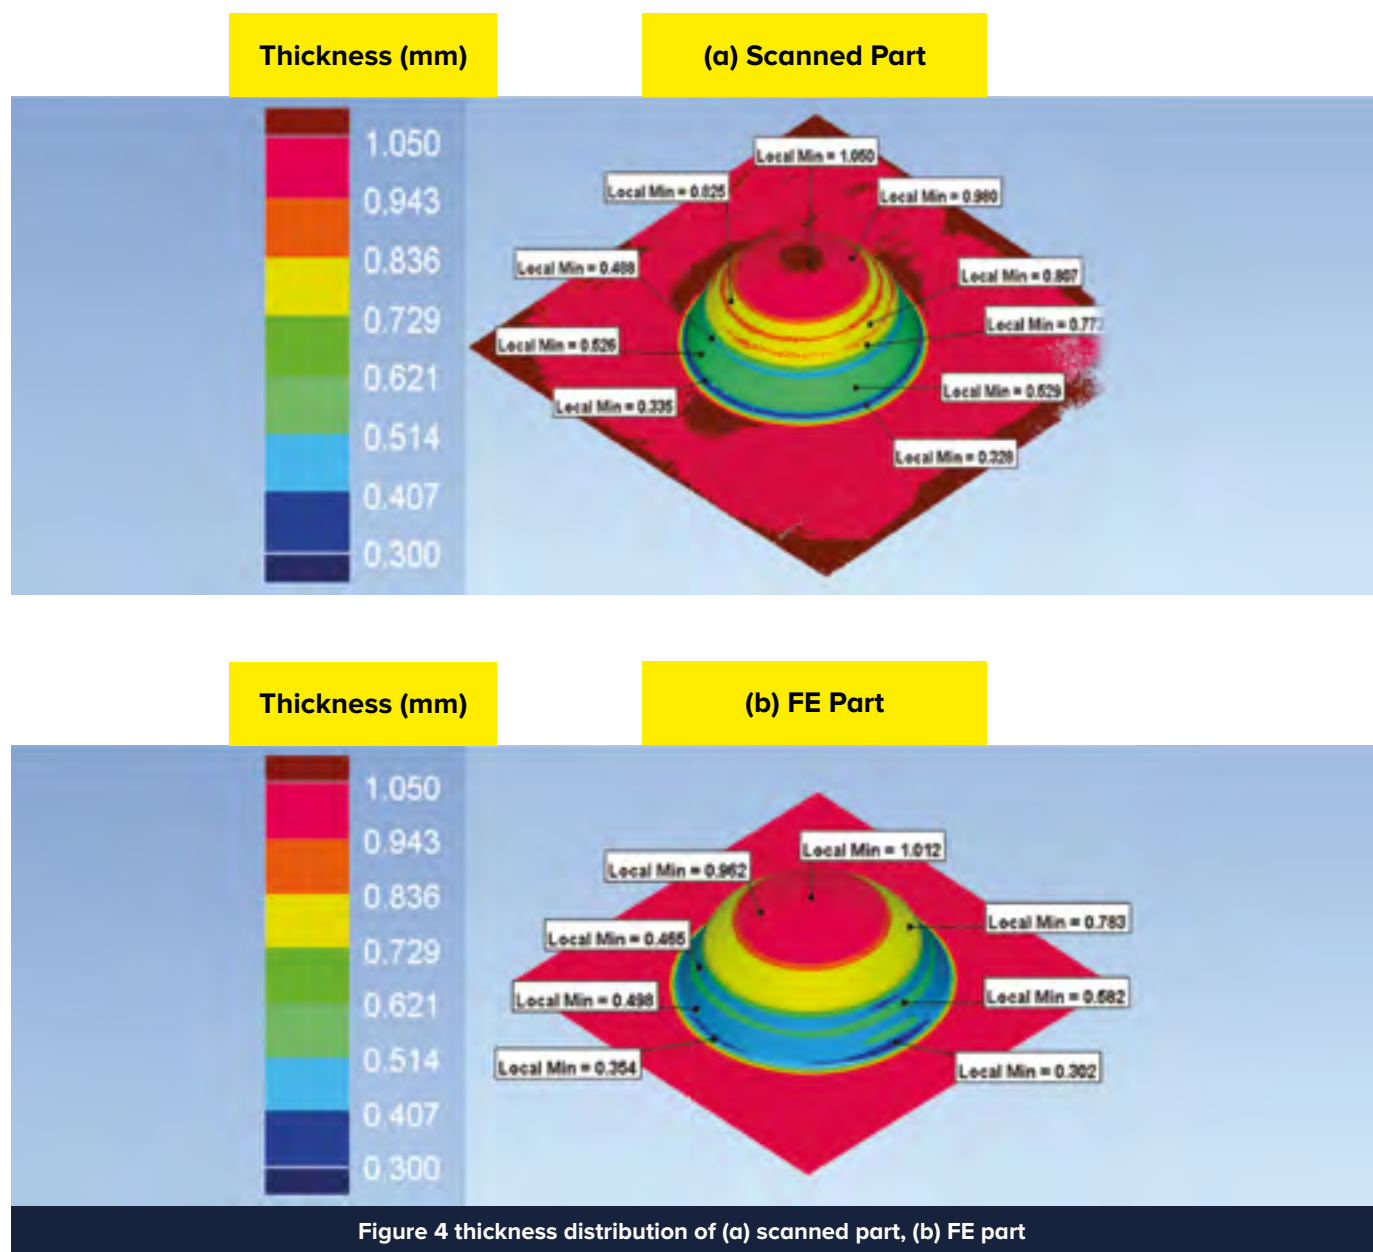 Thickness (mm)
(a) Scanned Part
1.050
0.943
0.836
0.729
0.621
0.514
0.407
0.300
Local Min = 1.050
Local Min = 0.825
Local Min = 0.980
Local Min = 0.488
Local Min = 0.807
Local Min = 0.77
Local Min = 0.526
Local Min = 0.529
Local Min = 0.335
Local Min = 0.328
Thickness (mm)
(b) FE Part
1.050
0.943
0.836
0.729
0.621
0.514
0.407
0.300
Local Min = 1.012
Local Min = 0.962
Local Min = 0.783
Local Min = 0.465
Local Min = 0.582
Local Min = 0.498
Local Min = 0.354
Local Min = 0.302
Figure 4 thickness distribution of (a) scanned part, (b) FE part